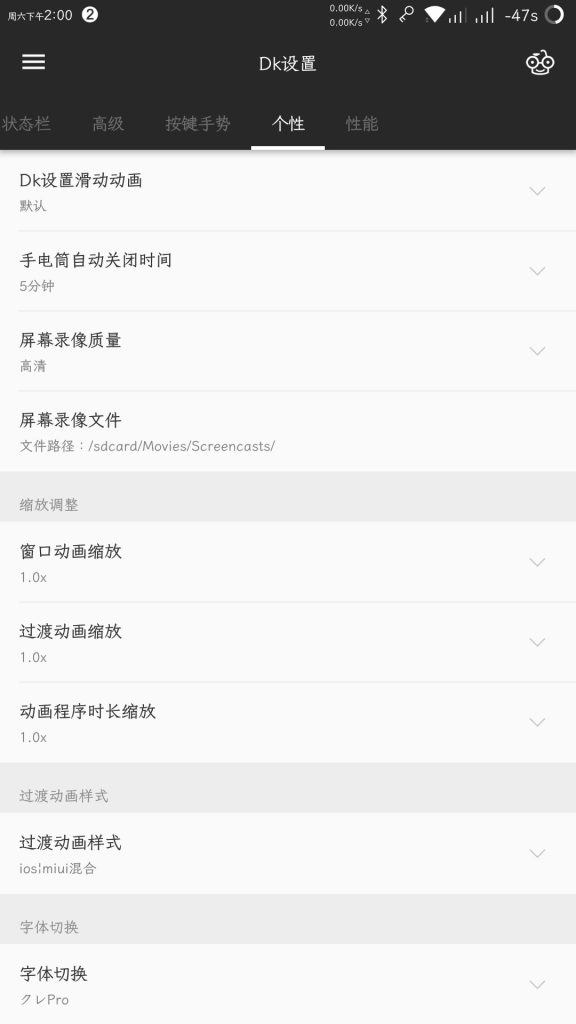 周六下午2:00 2 0.00K/s 0.00K/s -47s
Dk设置
状态栏 高级 按键手势 个性 性能
Dk设置滑动动画
默认
手电筒自动关闭时间
5分钟
屏幕录像质量
高清
屏幕录像文件
文件路径：/sdcard/Movies/Screencasts/
缩放调整
窗口动画缩放
1.0x
过渡动画缩放
1.0x
动画程序时长缩放
1.0x
过渡动画样式
过渡动画样式
ios¦miui混合
字体切换
字体切换
クレPro